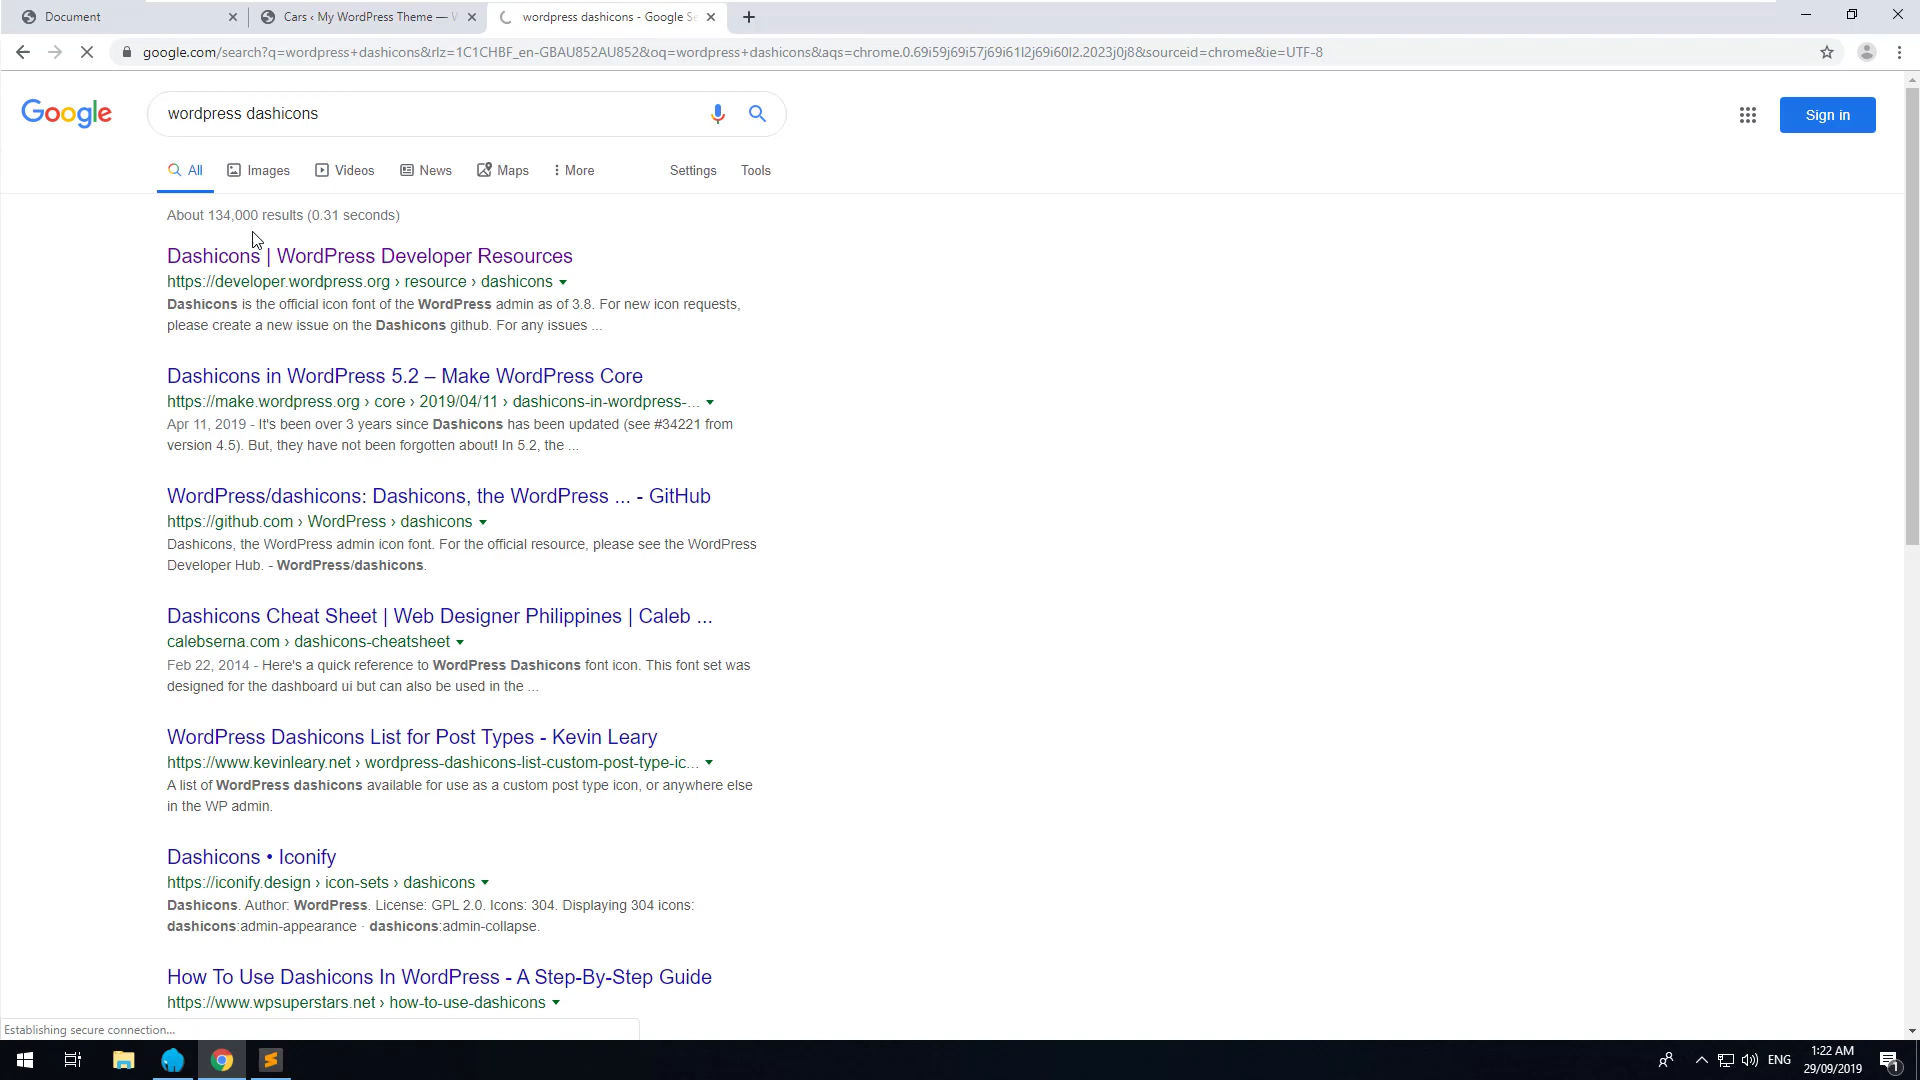 Document
Cars ‹ My WordPress Theme —
wordpress dashicons - Google Se
google.com/search?q=wordpress+dashicons&rlz=1C1CHBF_en-GBAU852AU852&oq=wordpress+dashicons&aqs=chrome.0.69i59j69i57j69i61l2j69i60l2.2023j0j8&sourceid=chrome&ie=UTF-8
Google
wordpress dashicons
Sign in
All Images Videos News Maps More Settings Tools
About 134,000 results (0.31 seconds)
Dashicons | WordPress Developer Resources
https://developer.wordpress.org › resource › dashicons
Dashicons is the official icon font of the WordPress admin as of 3.8. For new icon requests,
please create a new issue on the Dashicons github. For any issues ...
Dashicons in WordPress 5.2 – Make WordPress Core
https://make.wordpress.org › core › 2019/04/11 › dashicons-in-wordpress-...
Apr 11, 2019 - It's been over 3 years since Dashicons has been updated (see #34221 from
version 4.5). But, they have not been forgotten about! In 5.2, the ...
WordPress/dashicons: Dashicons, the WordPress ... - GitHub
https://github.com › WordPress › dashicons
Dashicons, the WordPress admin icon font. For the official resource, please see the WordPress
Developer Hub. - WordPress/dashicons.
Dashicons Cheat Sheet | Web Designer Philippines | Caleb ...
calebserna.com › dashicons-cheatsheet
Feb 22, 2014 - Here's a quick reference to WordPress Dashicons font icon. This font set was
designed for the dashboard ui but can also be used in the ...
WordPress Dashicons List for Post Types - Kevin Leary
https://www.kevinleary.net › wordpress-dashicons-list-custom-post-type-ic...
A list of WordPress dashicons available for use as a custom post type icon, or anywhere else
in the WP admin.
Dashicons • Iconify
https://iconify.design › icon-sets › dashicons
Dashicons. Author: WordPress. License: GPL 2.0. Icons: 304. Displaying 304 icons:
dashicons:admin-appearance · dashicons:admin-collapse.
How To Use Dashicons In WordPress - A Step-By-Step Guide
https://www.wpsuperstars.net › how-to-use-dashicons
Establishing secure connection...
ENG
1:22 AM
29/09/2019
1